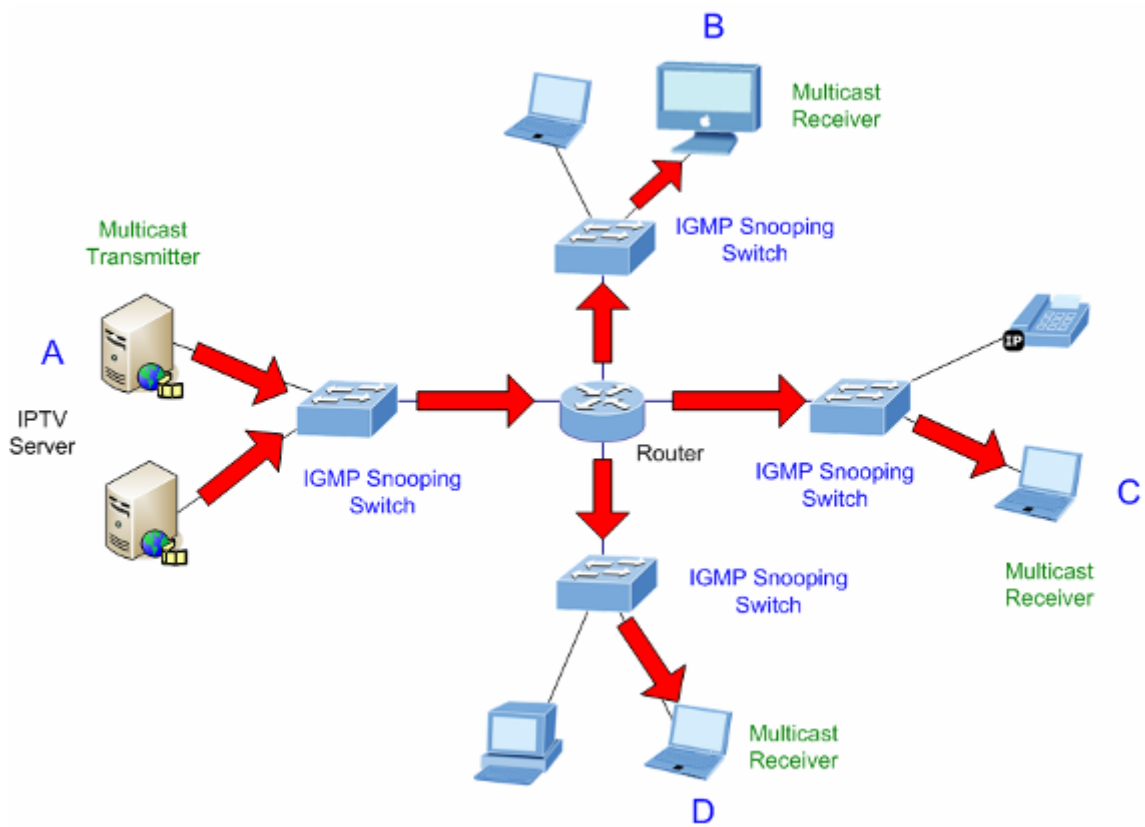 B
Multicast
Receiver
IGMP Snooping
Switch
Multicast
Transmitter
A
IPTV
Server
IGMP Snooping
Switch
Router
IP
IGMP Snooping
Switch
C
Multicast
Receiver
IGMP Snooping
Switch
Multicast
Receiver
D